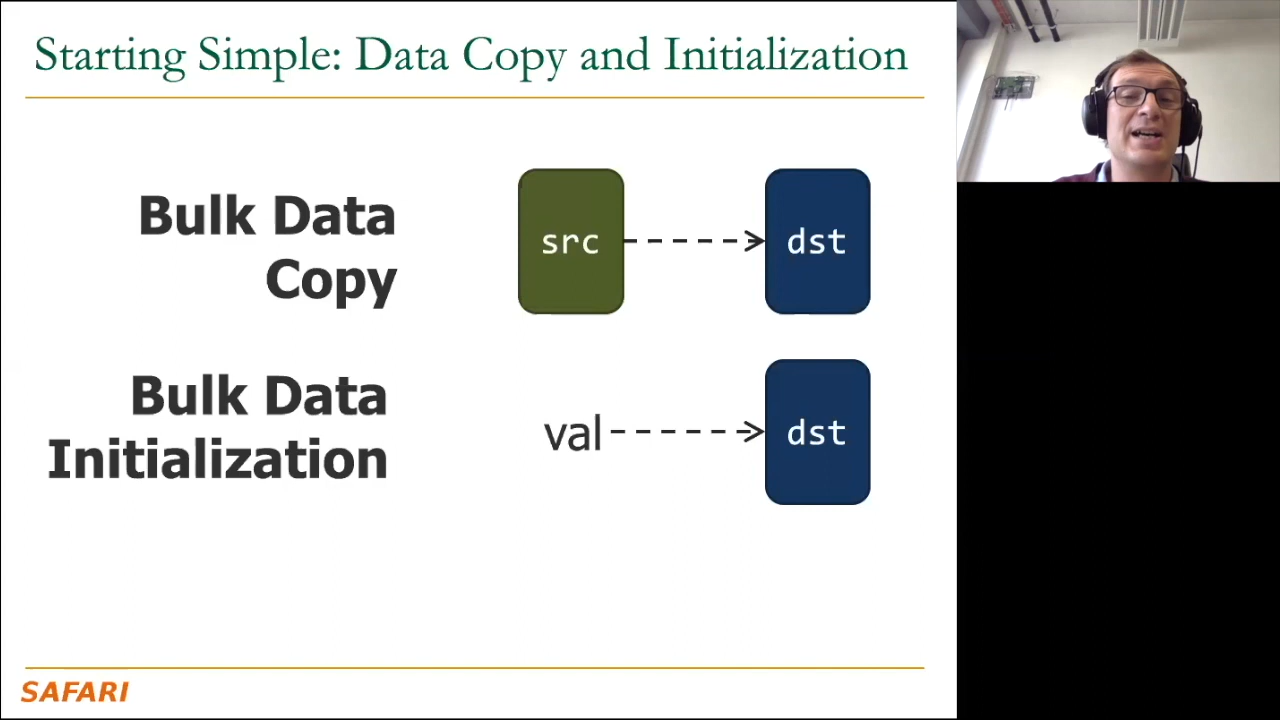 Starting Simple: Data Copy and Initialization
Bulk Data
Copy
src
dst
Bulk Data
Initialization
val
dst
SAFARI